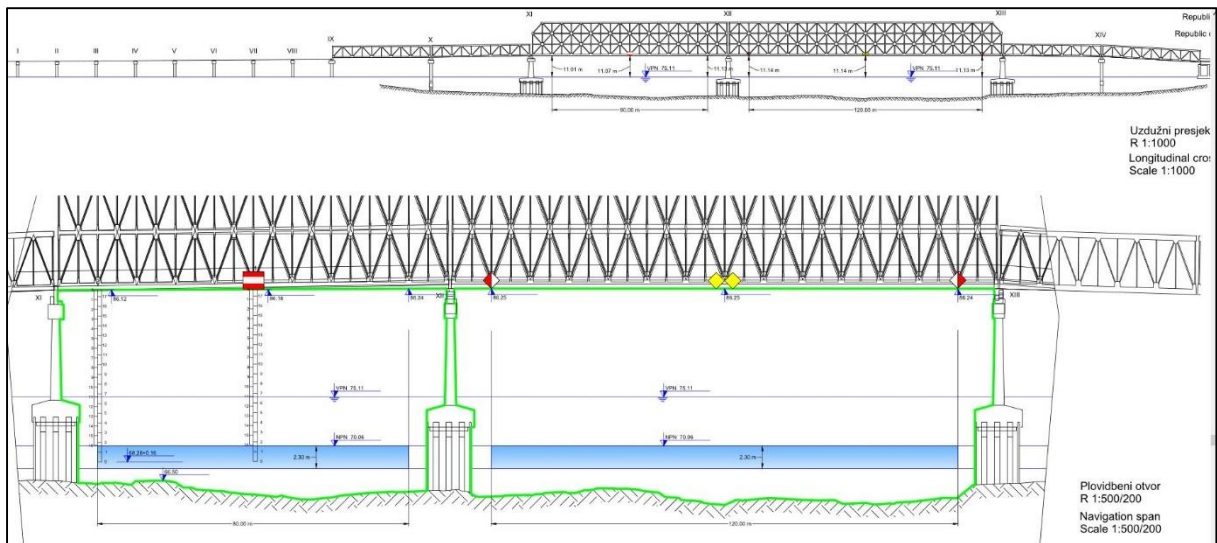 XI
XII
XIII
Republi
Republic
I
II
III
IV
V
VI
VII
VIII
IX
X
XIV
11.01 m
11.07 m
11.13 m
11.14 m
11.14 m
11.13 m
VPN 75.11
VPN 75.11
90.00 m
120.00 m
Uzdužni presjek
R 1:1000
Longitudinal cros
Scale 1:1000
XI
XII
XIII
86.12
86.18
86.24
86.25
86.25
86.24
VPN 75.11
VPN 75.11
NPN 70.06
NPN 70.06
68.28+0.16
2.30 m
2.30 m
66.50
120.00 m
Plovidbeni otvor
R 1:500/200
Navigation span
Scale 1:500/200